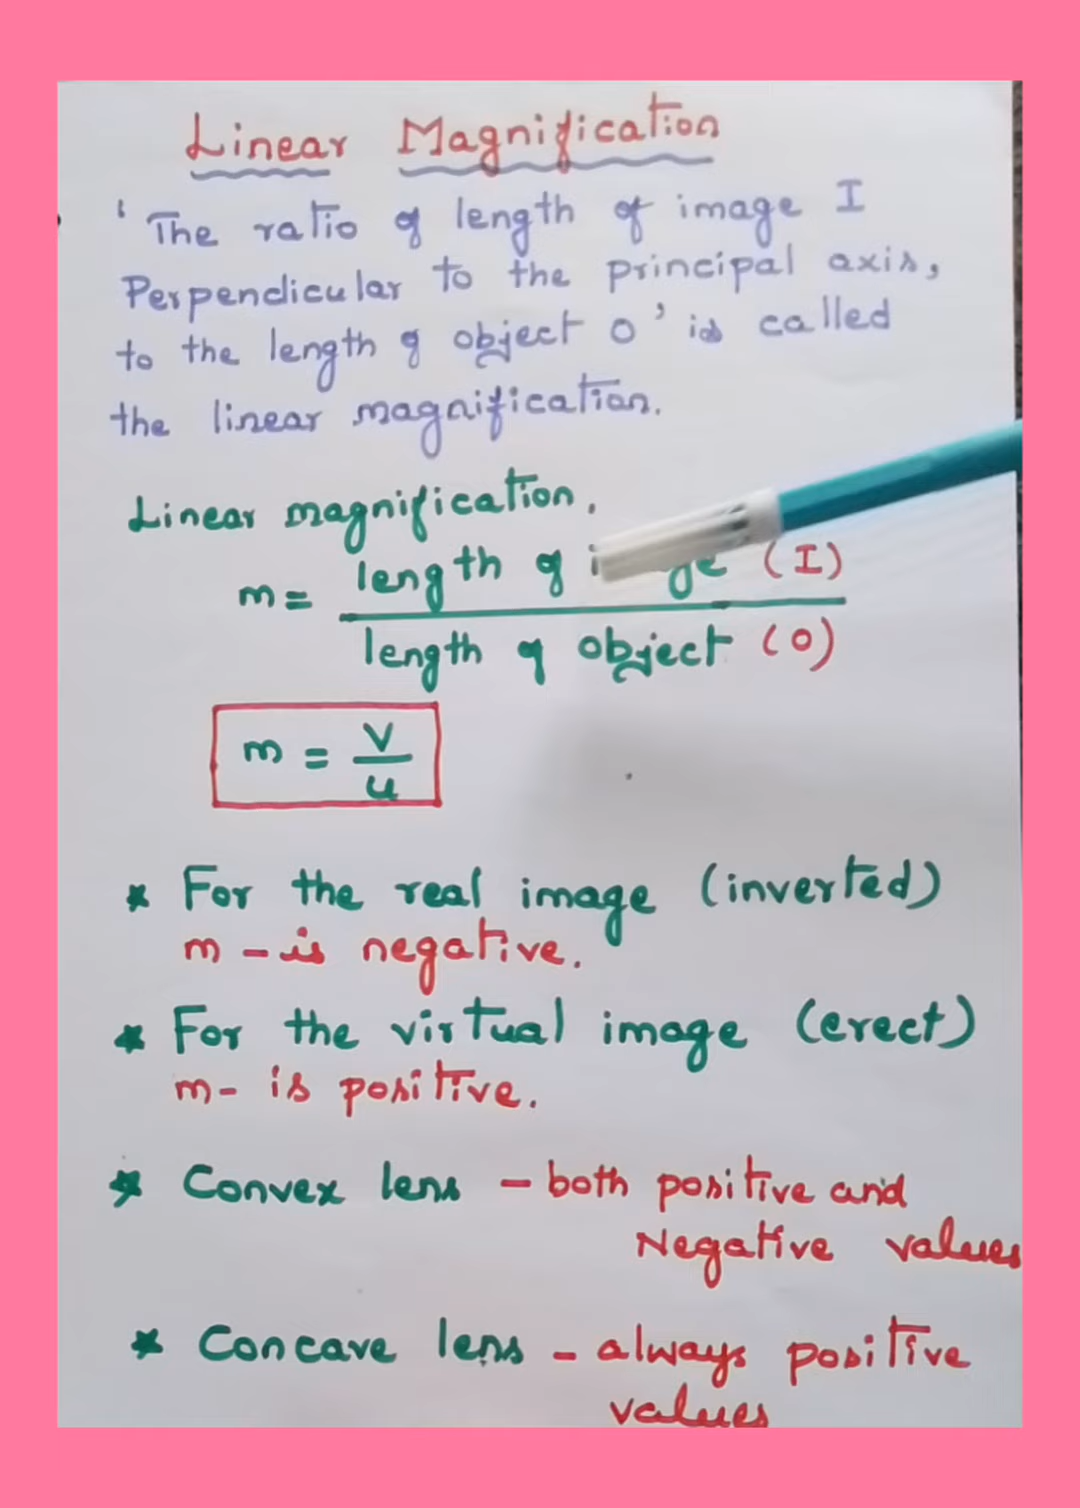 Linear Magnification
' The ratio of length of image I
Perpendicular to the principal axis,
to the length of object O' is called
the linear magnification.
Linear magnification.
m = length of (I)
length of object (O)
m = v
u
* For the real image (inverted)
m - is negative.
* For the virtual image (erect)
m- is positive.
* Convex lens - both positive and
Negative values
* Concave lens - always positive
values